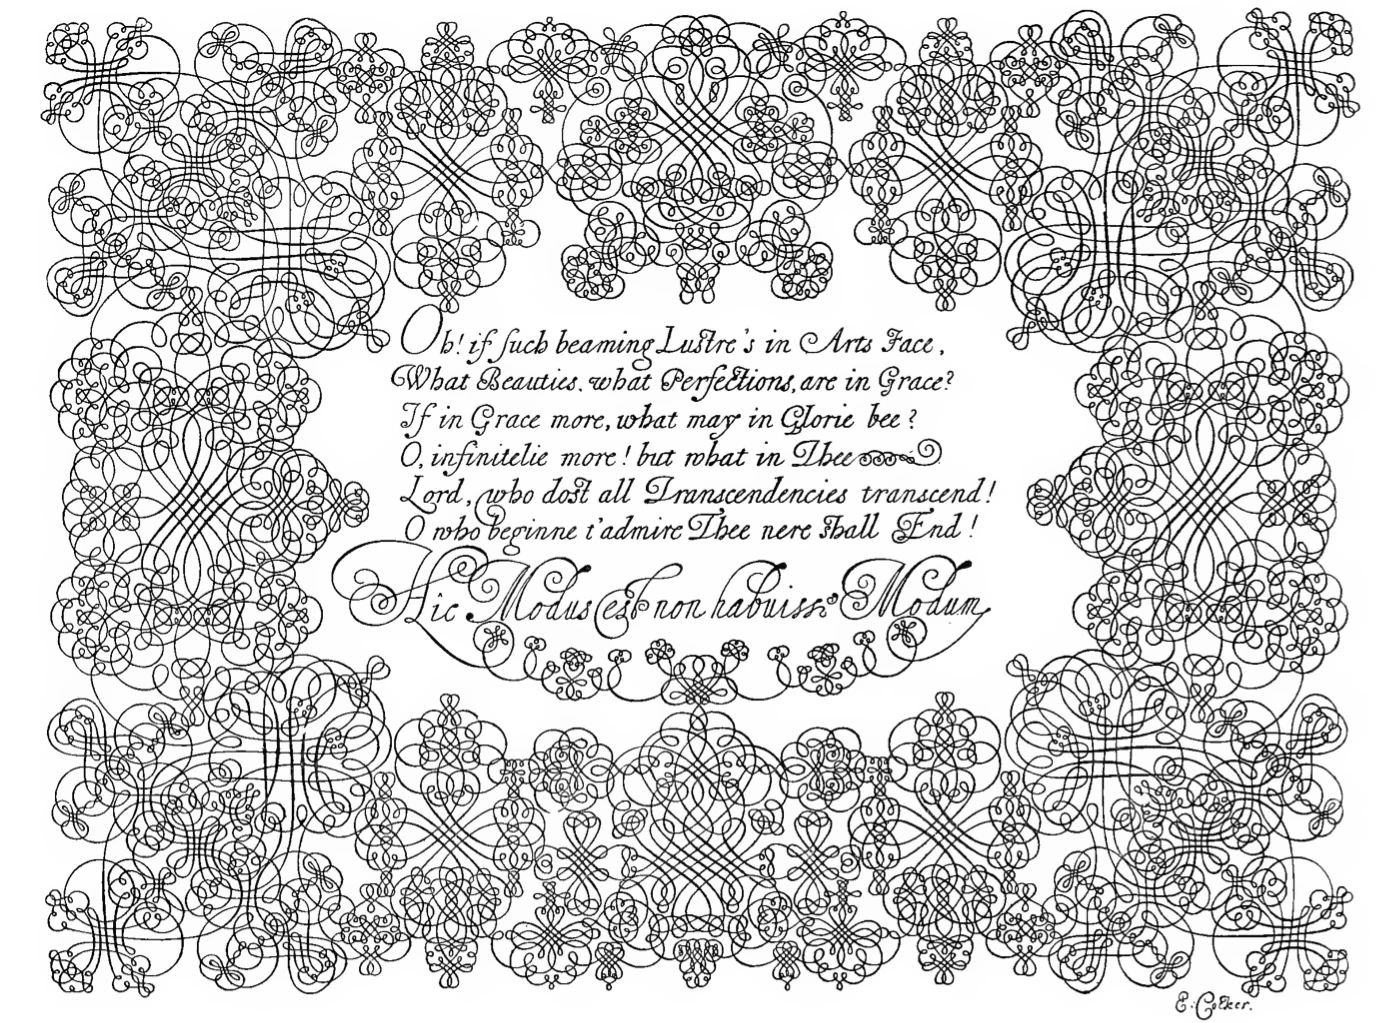 Oh! if such beaming Lustre's in Arts Face,
What Beauties, what Perfections, are in Grace?
If in Grace more, what may in Glorie bee?
O, infinitelie more! but what in Thee
Lord, who dost all Transcendencies transcend!
O who beginne t'admire Thee nere shall End!
Hic Modus est non habuisse Modum
E: Cocker.